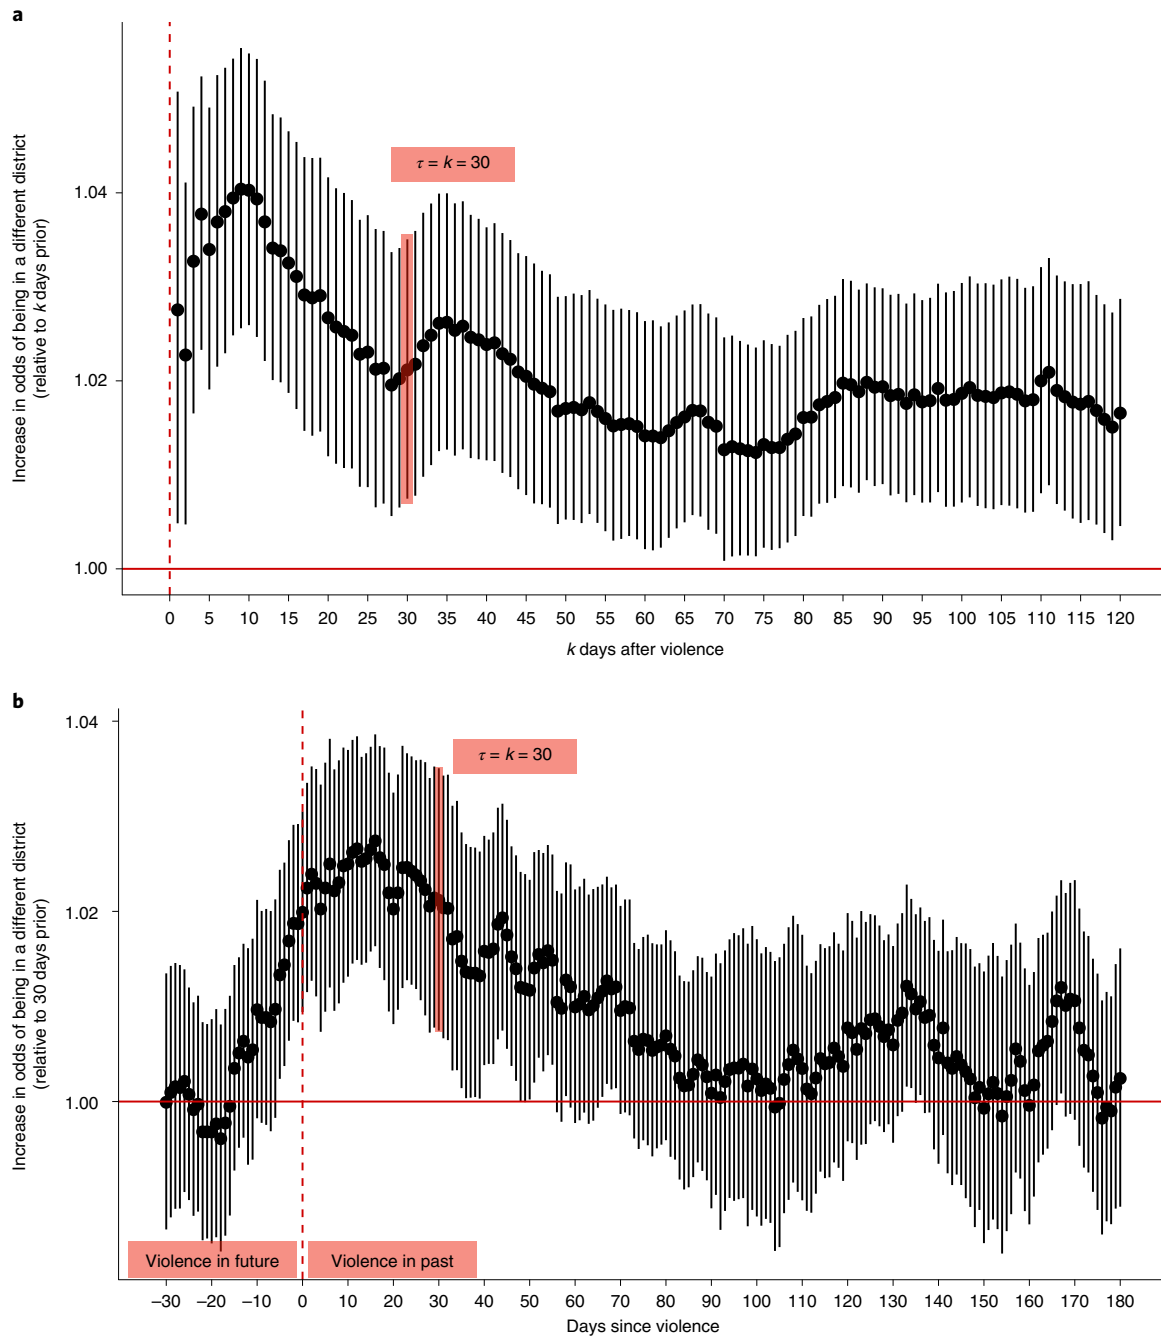 a
Increase in odds of being in a different district
(relative to k days prior)
1.04
1.02
1.00
τ = k = 30
0 5 10 15 20 25 30 35 40 45 50 55 60 65 70 75 80 85 90 95 100 105 110 115 120
k days after violence
b
Increase in odds of being in a different district
(relative to 30 days prior)
1.04
1.02
1.00
τ = k = 30
Violence in future
Violence in past
–30 –20 –10 0 10 20 30 40 50 60 70 80 90 100 110 120 130 140 150 160 170 180
Days since violence